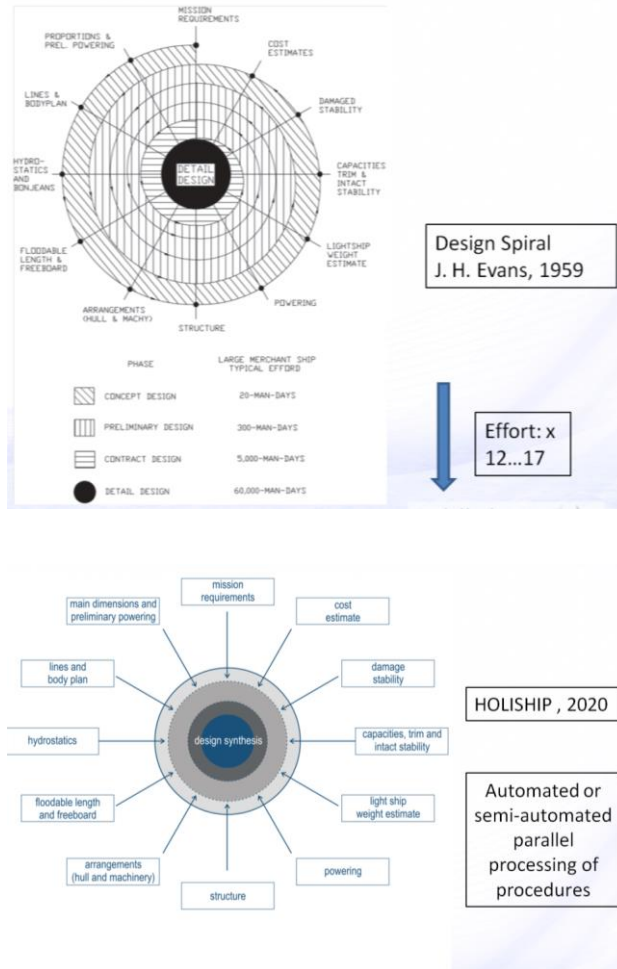 MISSION
REQUIREMENTS
PROPORTIONS &
PREL. POWERING
COST
ESTIMATES
LINES &
BODYPLAN
DAMAGED
STABILITY
HYDRO-
STATICS
AND
BONJEANS
DETAIL
DESIGN
CAPACITIES
TRIM &
INTACT
STABILITY
FLOODABLE
LENGTH &
FREEBOARD
LIGHTSHIP
WEIGHT
ESTIMATE
ARRANGEMENTS
(HULL & MACHY)
POWERING
STRUCTURE
Design Spiral
J. H. Evans, 1959
PHASE
LARGE MERCHANT SHIP
TYPICAL EFFORD
CONCEPT DESIGN
20-MAN-DAYS
PRELIMINARY DESIGN
300-MAN-DAYS
CONTRACT DESIGN
5,000-MAN-DAYS
DETAIL DESIGN
60,000-MAN-DAYS
Effort: x
12...17
mission
requirements
main dimensions and
preliminary powering
cost
estimate
lines and
body plan
damage
stability
hydrostatics
design synthesis
capacities, trim and
intact stability
floodable length
and freeboard
light ship
weight estimate
arrangements
(hull and machinery)
powering
structure
HOLISHIP , 2020
Automated or
semi-automated
parallel
processing of
procedures